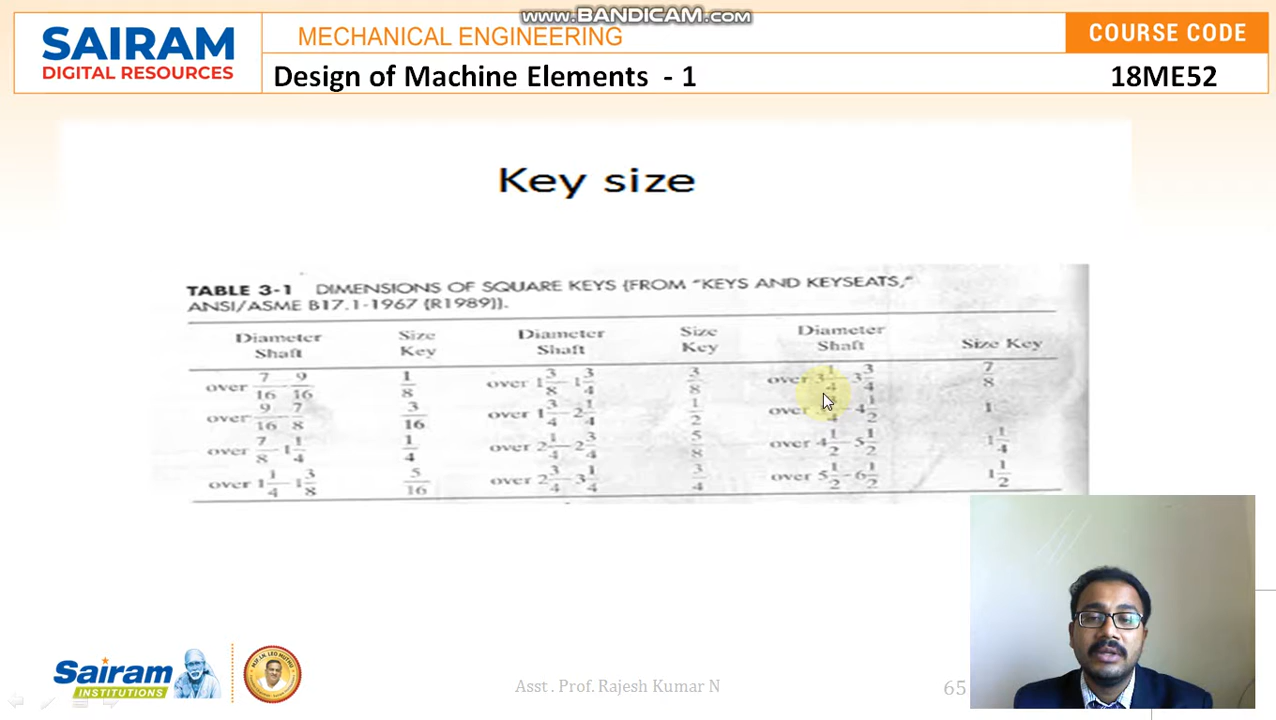 www.BANDICAM.com
SAIRAM
DIGITAL RESOURCES
MECHANICAL ENGINEERING
COURSE CODE
Design of Machine Elements - 1
18ME52
Key size
TABLE 3-1 DIMENSIONS OF SQUARE KEYS (FROM "KEYS AND KEYSEATS,"
ANSI/ASME B17.1-1967 (R1989)).
Diameter Shaft Size Key Diameter Shaft Size Key Diameter Shaft Size Key
over 7/16–9/16 1/8 over 1 3/8–1 3/4 3/8 over 3 1/4–3 3/4 7/8
over 9/16–7/8 3/16 over 1 3/4–2 1/4 1/2 over 4 1/2 1
over 7/8–1 1/4 1/4 over 2 1/4–2 3/4 5/8 over 4 1/2–5 1/2 1 1/4
over 1 1/4–1 3/8 5/16 over 2 3/4–3 1/4 3/4 over 5 1/2–6 1/2 1 1/2
Sairam
INSTITUTIONS
Asst . Prof. Rajesh Kumar N
65